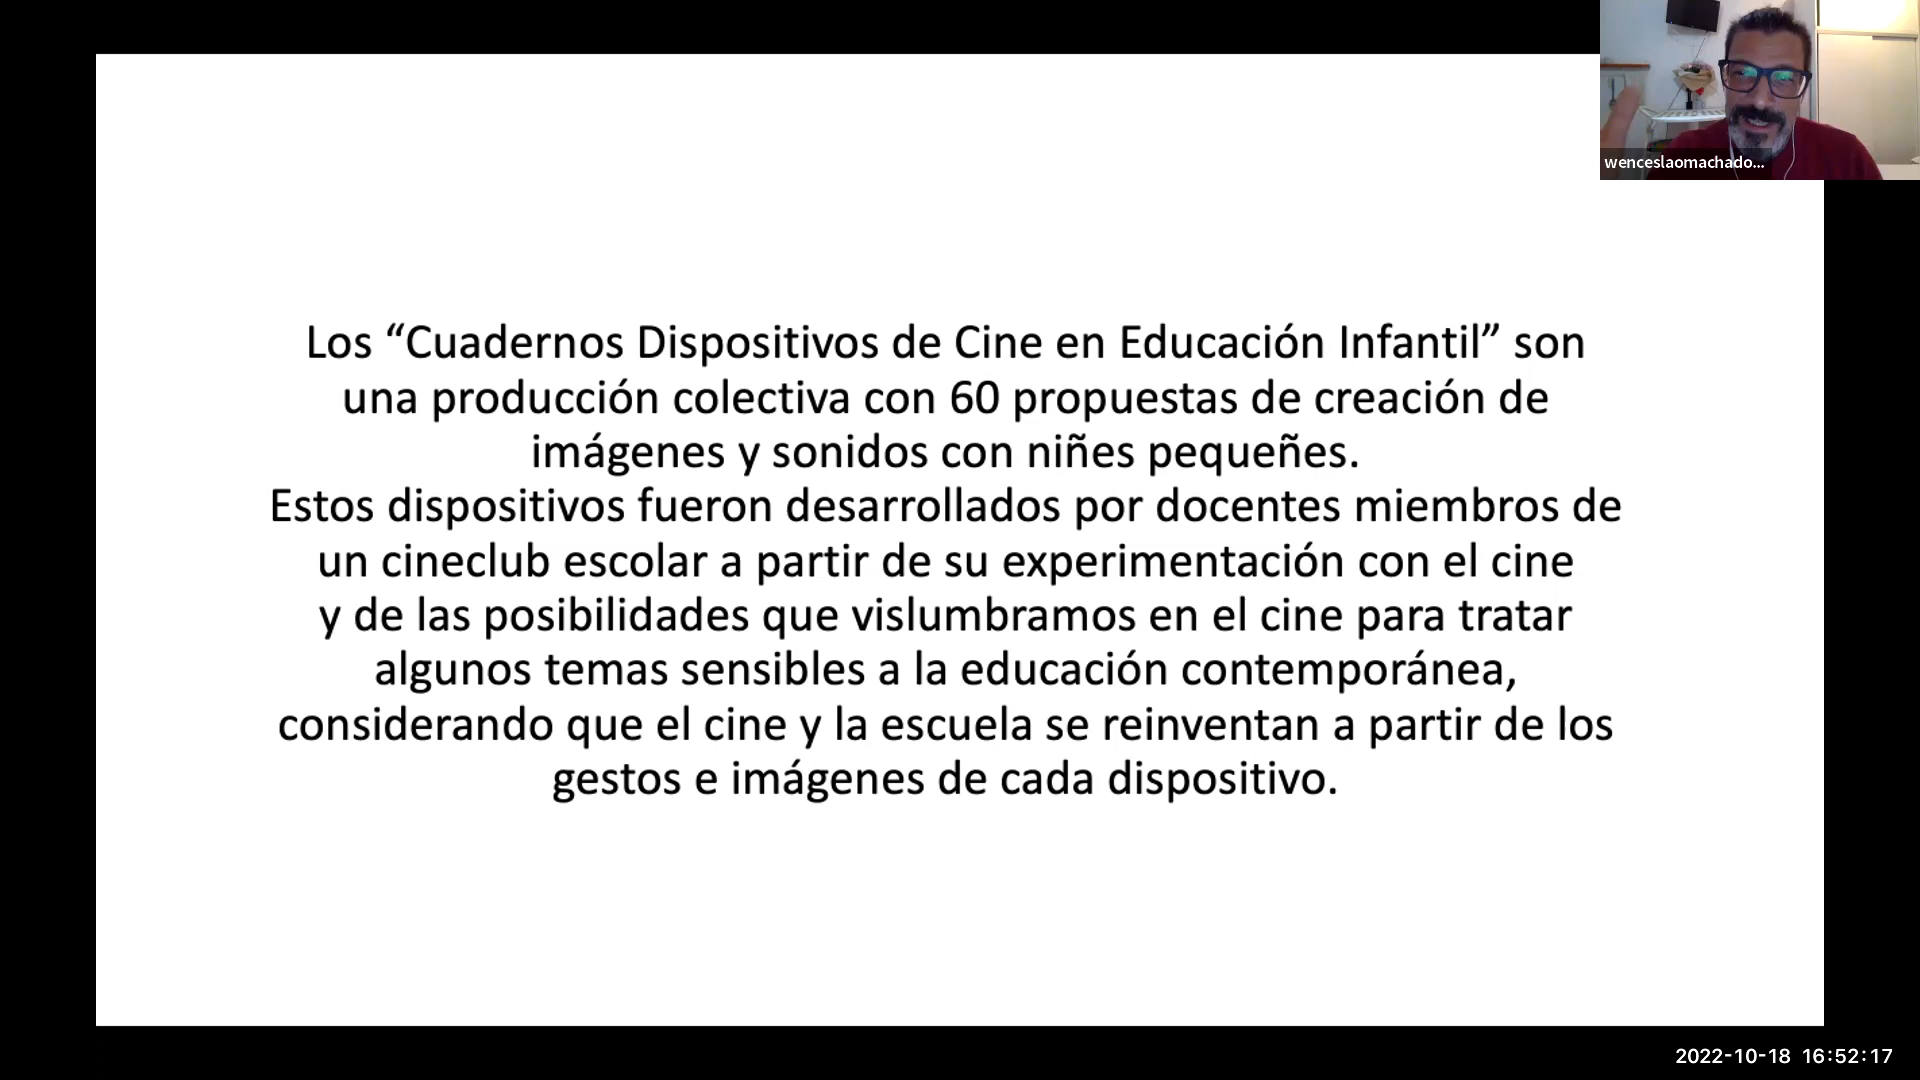 wenceslaomachado...
Los “Cuadernos Dispositivos de Cine en Educación Infantil” son
una producción colectiva con 60 propuestas de creación de
imágenes y sonidos con niñes pequeñes.
Estos dispositivos fueron desarrollados por docentes miembros de
un cineclub escolar a partir de su experimentación con el cine
y de las posibilidades que vislumbramos en el cine para tratar
algunos temas sensibles a la educación contemporánea,
considerando que el cine y la escuela se reinventan a partir de los
gestos e imágenes de cada dispositivo.
2022-10-18 16:52:17